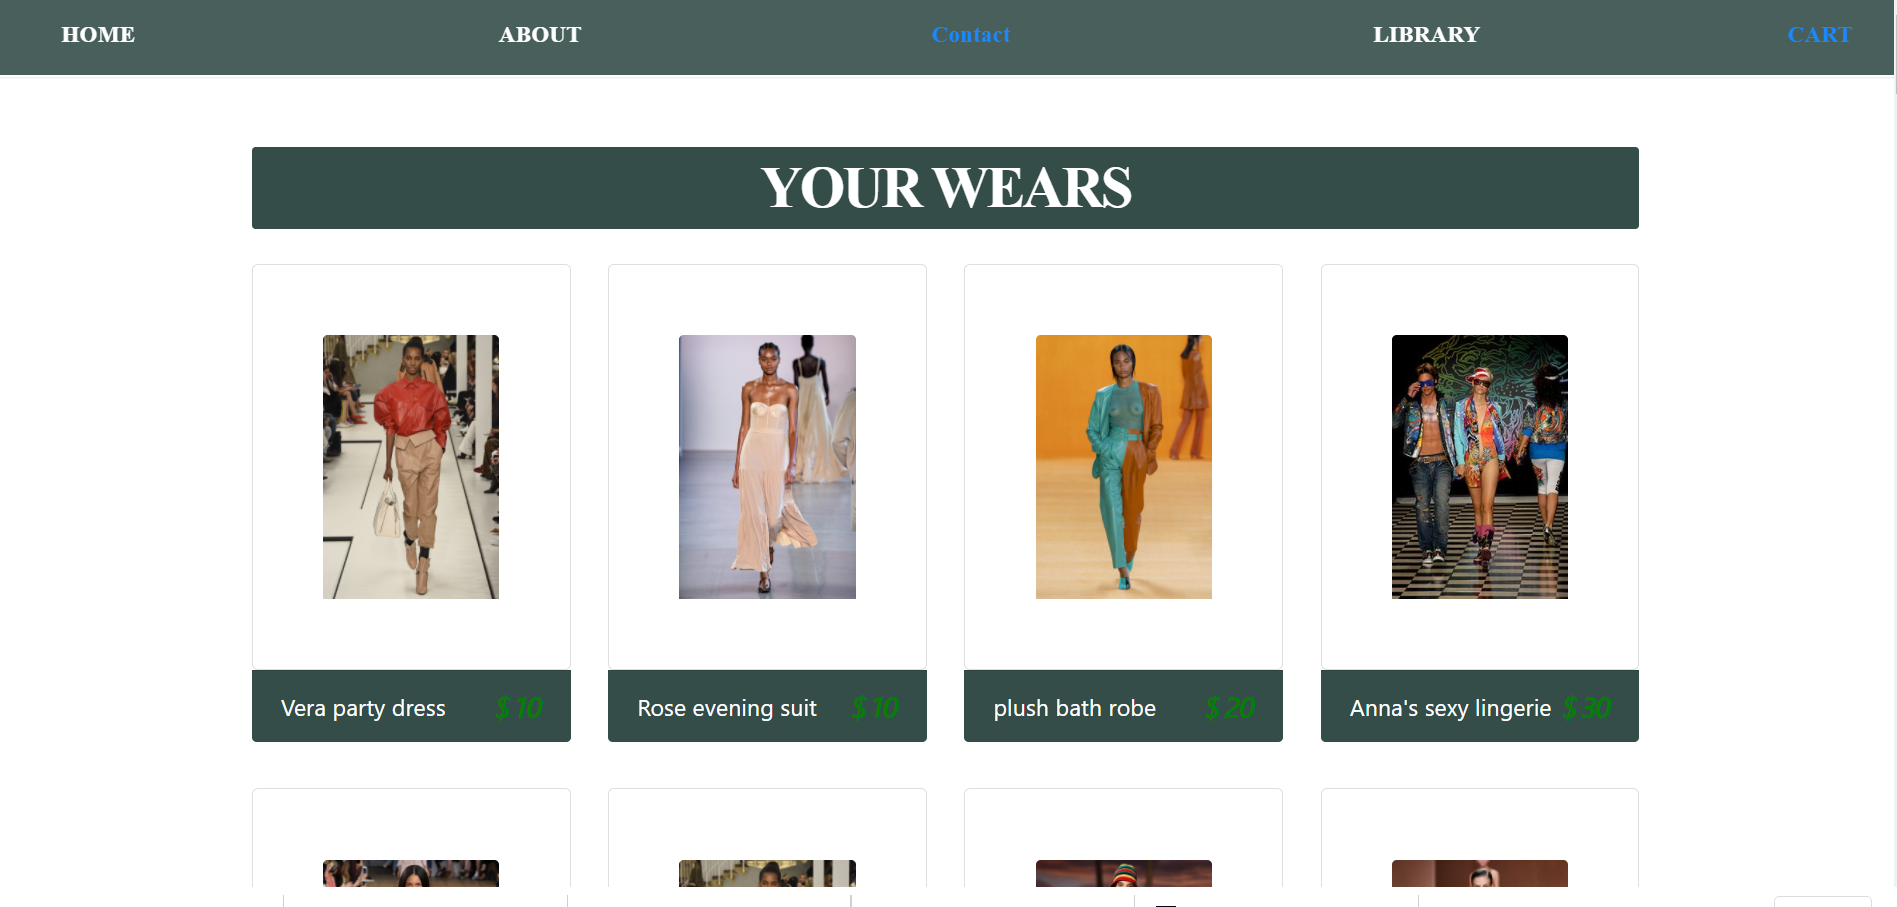 HOME ABOUT Contact LIBRARY CART
YOUR WEARS
Vera party dress $10
Rose evening suit $10
plush bath robe $20
Anna's sexy lingerie $30